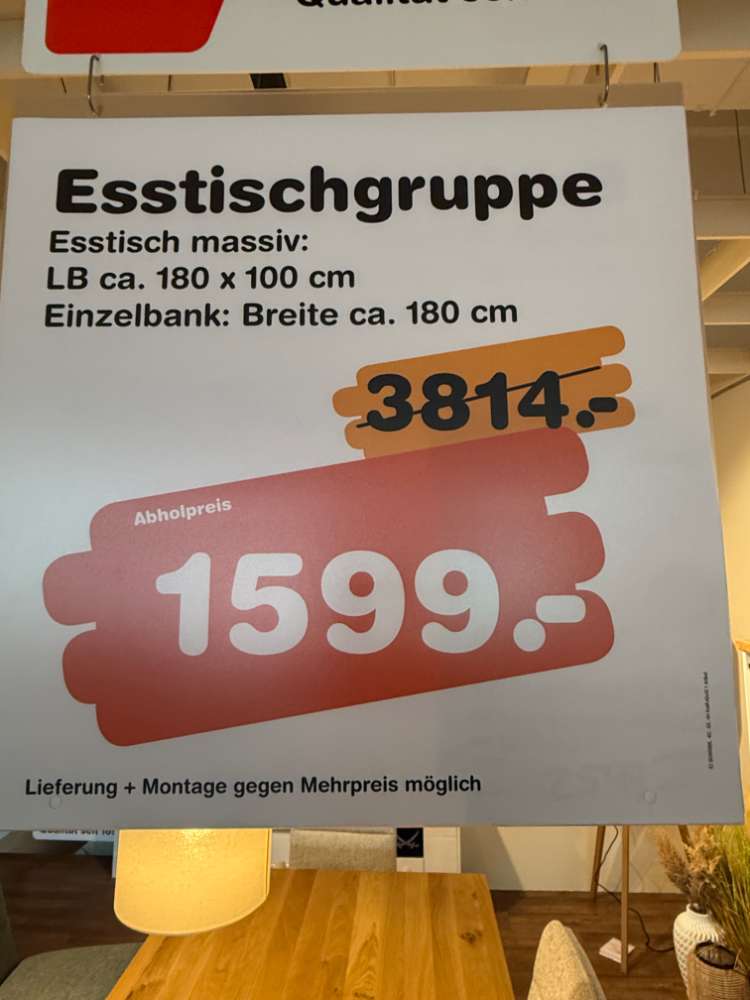 Esstischgruppe
Esstisch massiv:
LB ca. 180 x 100 cm
Einzelbank: Breite ca. 180 cm
3814.-
Abholpreis
1599.-
Lieferung + Montage gegen Mehrpreis möglich